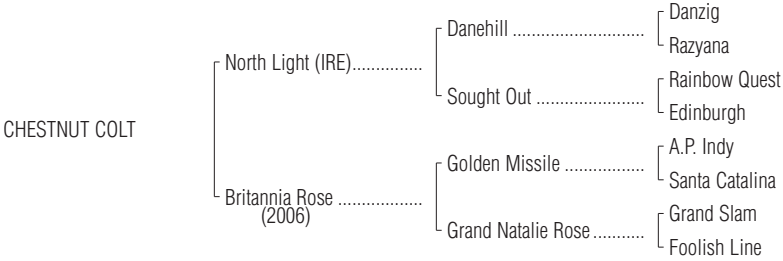 Danzig
Danehill ............................
Razyana
North Light (IRE)...............
Rainbow Quest
Sought Out .......................
Edinburgh
CHESTNUT COLT
A.P. Indy
Golden Missile .................
Santa Catalina
Britannia Rose ..................
(2006)
Grand Slam
Grand Natalie Rose...........
Foolish Line